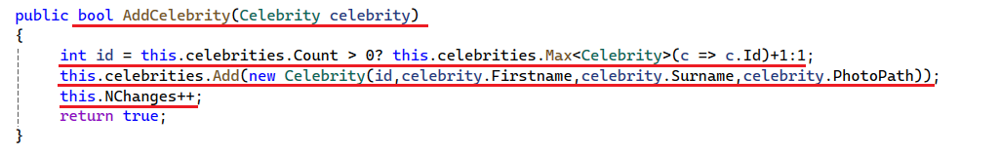 public bool AddCelebrity(Celebrity celebrity)
{
int id = this.celebrities.Count > 0? this.celebrities.Max<Celebrity>(c => c.Id)+1:1;
this.celebrities.Add(new Celebrity(id,celebrity.Firstname,celebrity.Surname,celebrity.PhotoPath));
this.NChanges++;
return true;
}